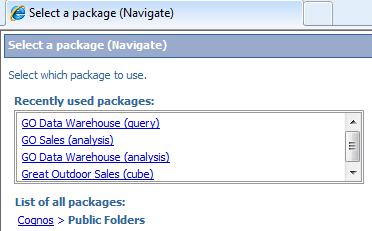 Select a package (Navigate)
Select a package (Navigate)
Select which package to use.
Recently used packages:
GO Data Warehouse (query)
GO Sales (analysis)
GO Data Warehouse (analysis)
Great Outdoor Sales (cube)
List of all packages:
Cognos > Public Folders